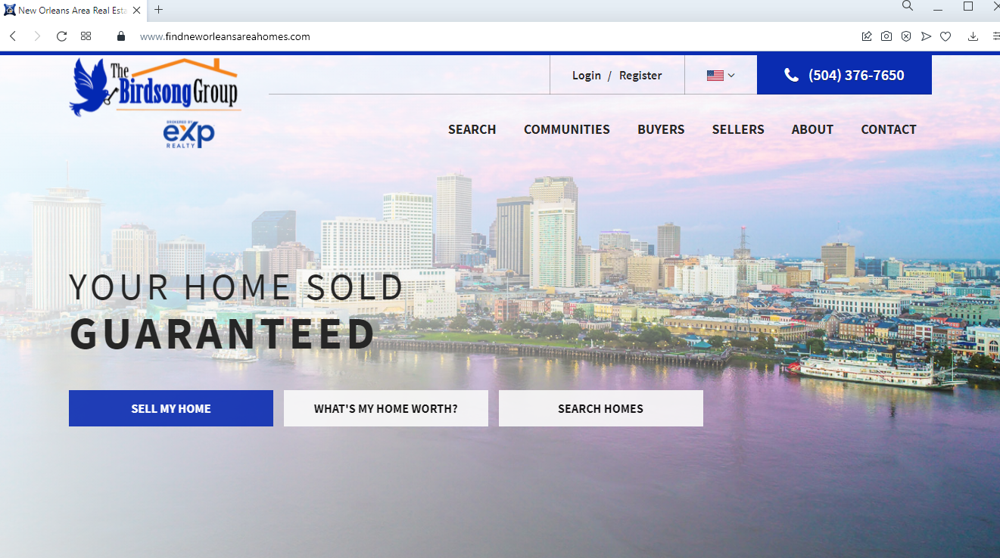 New Orleans Area Real Esta
www.findneworleansareahomes.com
The
Birdsong Group
BROKERED BY
eXp
REALTY
Login / Register
(504) 376-7650
SEARCH COMMUNITIES BUYERS SELLERS ABOUT CONTACT
YOUR HOME SOLD
GUARANTEED
SELL MY HOME
WHAT'S MY HOME WORTH?
SEARCH HOMES